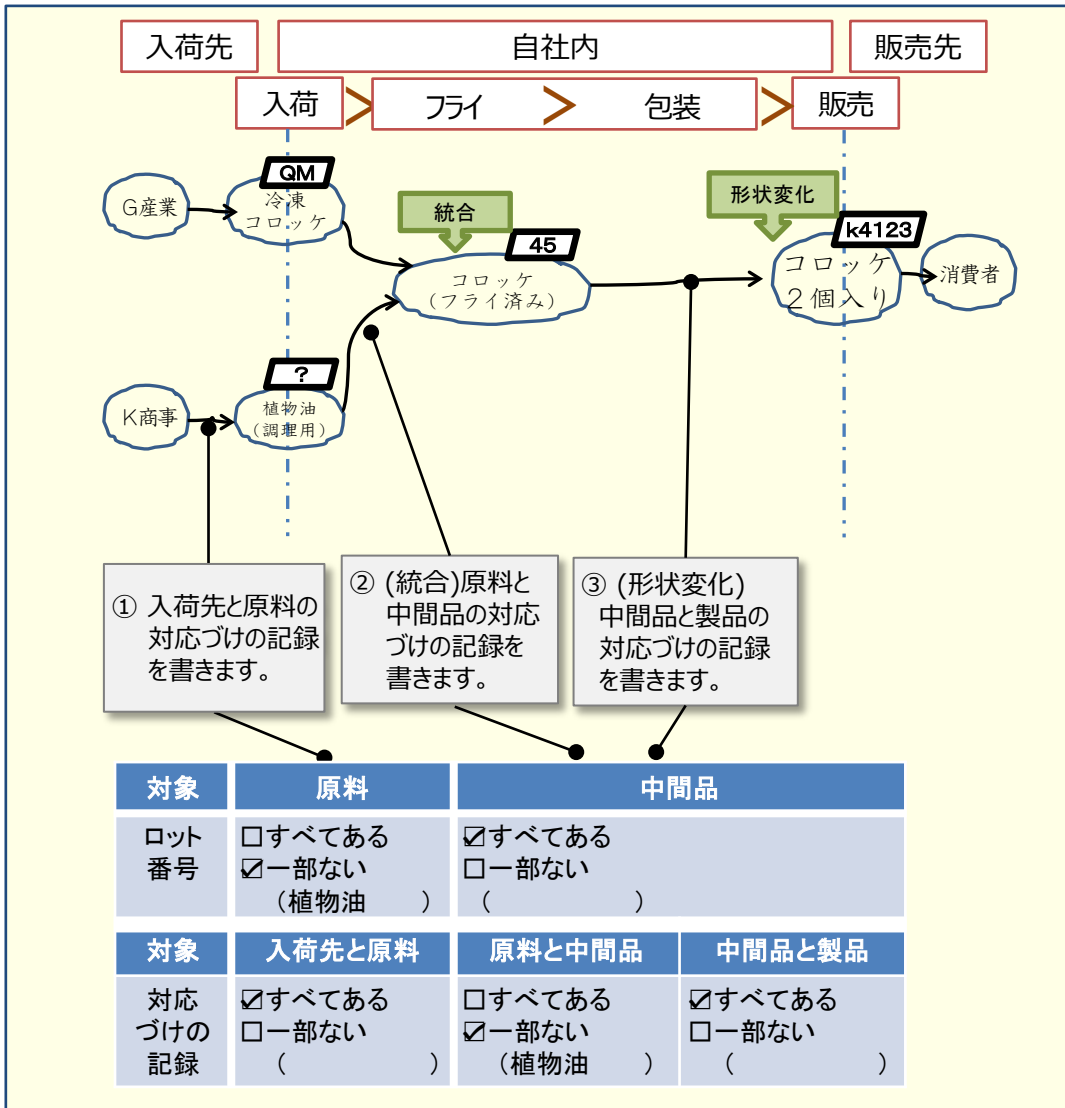 入荷先
自社内
販売先
入荷
フライ
包装
販売
QM
G産業
冷凍
コロッケ
統合
45
コロッケ
(フライ済み)
形状変化
k4123
コロッケ
２個入り
消費者
?
K商事
植物油
(調理用)
① 入荷先と原料の
対応づけの記録
を書きます。
② (統合)原料と
中間品の対応
づけの記録を
書きます。
③ (形状変化)
中間品と製品の
対応づけの記録
を書きます。
対象 原料 中間品
ロット
番号
□すべてある
☑一部ない
(植物油 )
☑すべてある
□一部ない
( )
対象 入荷先と原料 原料と中間品 中間品と製品
対応
づけの
記録
☑すべてある
□一部ない
( )
□すべてある
☑一部ない
(植物油 )
☑すべてある
□一部ない
( )